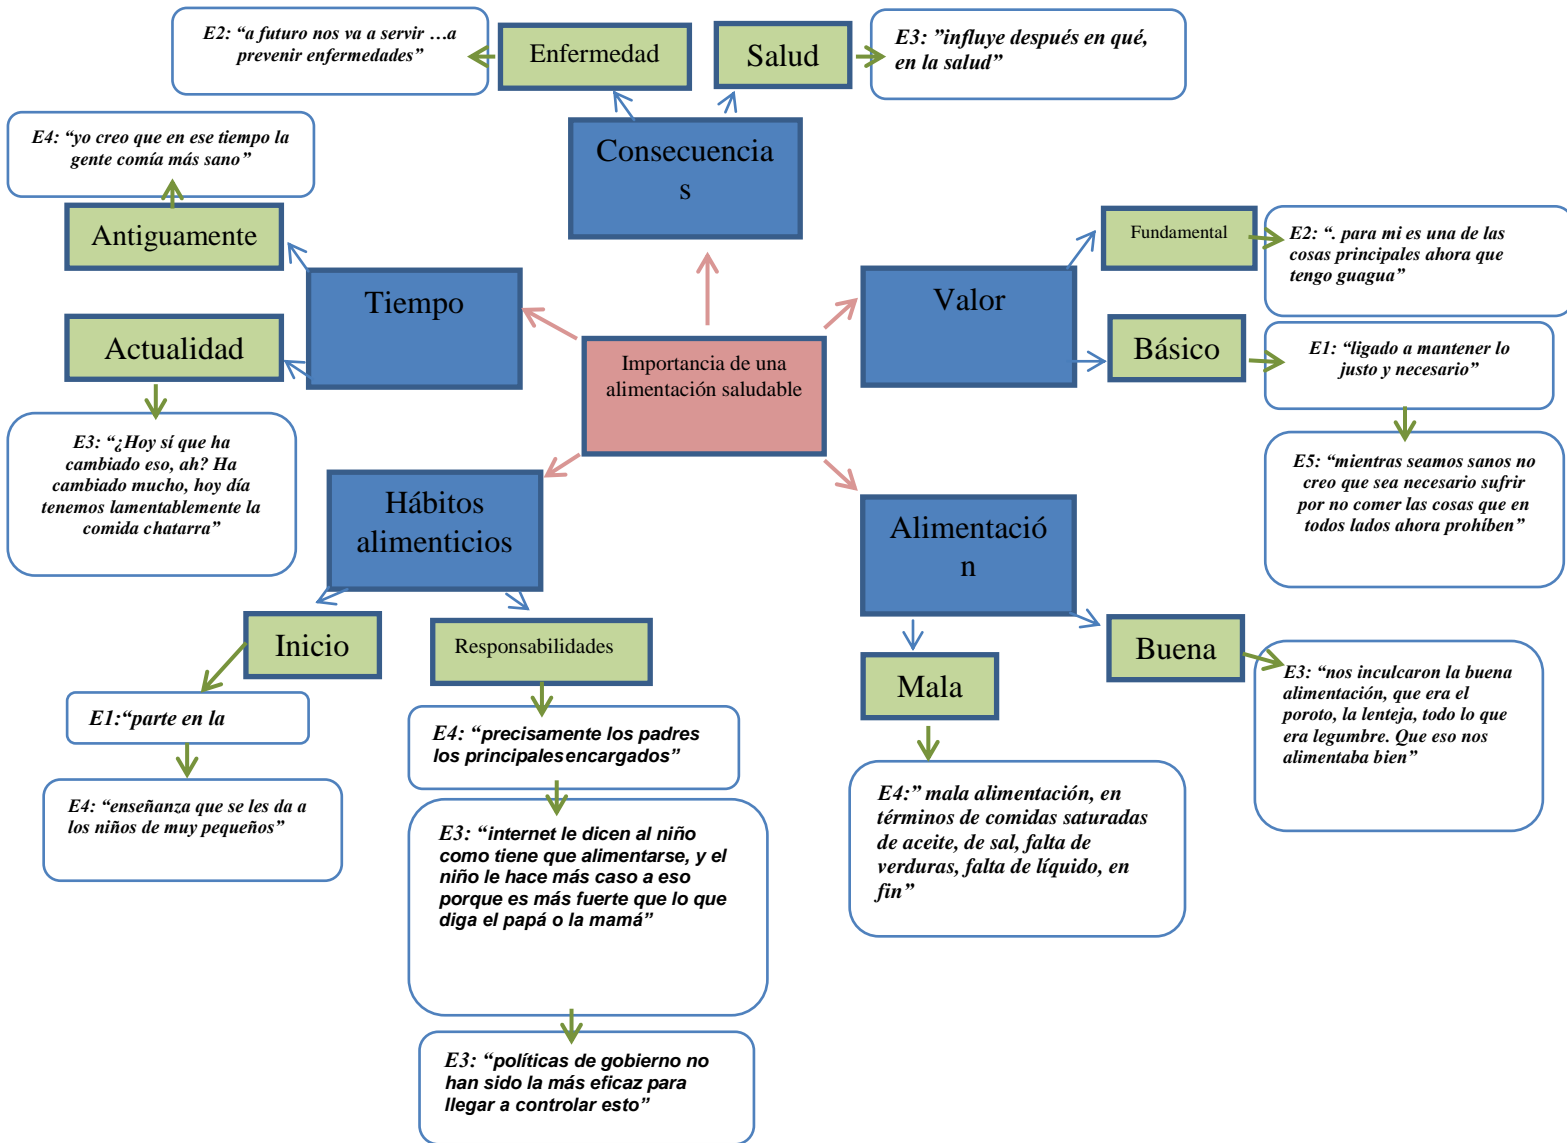 E2: “a futuro nos va a servir …a
prevenir enfermedades”
Enfermedad
Salud
E3: ”influye después en qué,
en la salud”
E4: “yo creo que en ese tiempo la
gente comía más sano”
Consecuencia
s
Antiguamente
Fundamental
E2: “. para mi es una de las
cosas principales ahora que
tengo guagua”
Tiempo
Valor
Actualidad
Básico
E1: “ligado a mantener lo
justo y necesario”
Importancia de una
alimentación saludable
E3: “¿Hoy sí que ha
cambiado eso, ah? Ha
cambiado mucho, hoy día
tenemos lamentablemente la
comida chatarra”
E5: “mientras seamos sanos no
creo que sea necesario sufrir
por no comer las cosas que en
todos lados ahora prohíben”
Hábitos
alimenticios
Alimentació
n
Inicio
Responsabilidades
Mala
Buena
E3: “nos inculcaron la buena
alimentación, que era el
poroto, la lenteja, todo lo que
era legumbre. Que eso nos
alimentaba bien”
E1:“parte en la
E4: “precisamente los padres
los principales encargados”
E4: “enseñanza que se les da a
los niños de muy pequeños”
E4:” mala alimentación, en
términos de comidas saturadas
de aceite, de sal, falta de
verduras, falta de líquido, en
fin”
E3: “internet le dicen al niño
como tiene que alimentarse, y el
niño le hace más caso a eso
porque es más fuerte que lo que
diga el papá o la mamá”
E3: “políticas de gobierno no
han sido la más eficaz para
llegar a controlar esto”